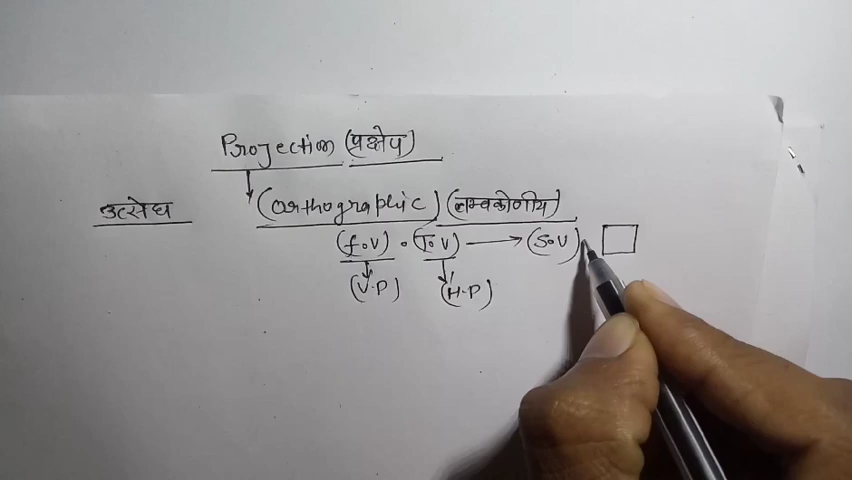 Projection (प्रक्षेप)
उत्सेध (orthographic) (लम्बकोणीय)
(f.v) . (T.v) → (S.v)
(V.P) (H.P)